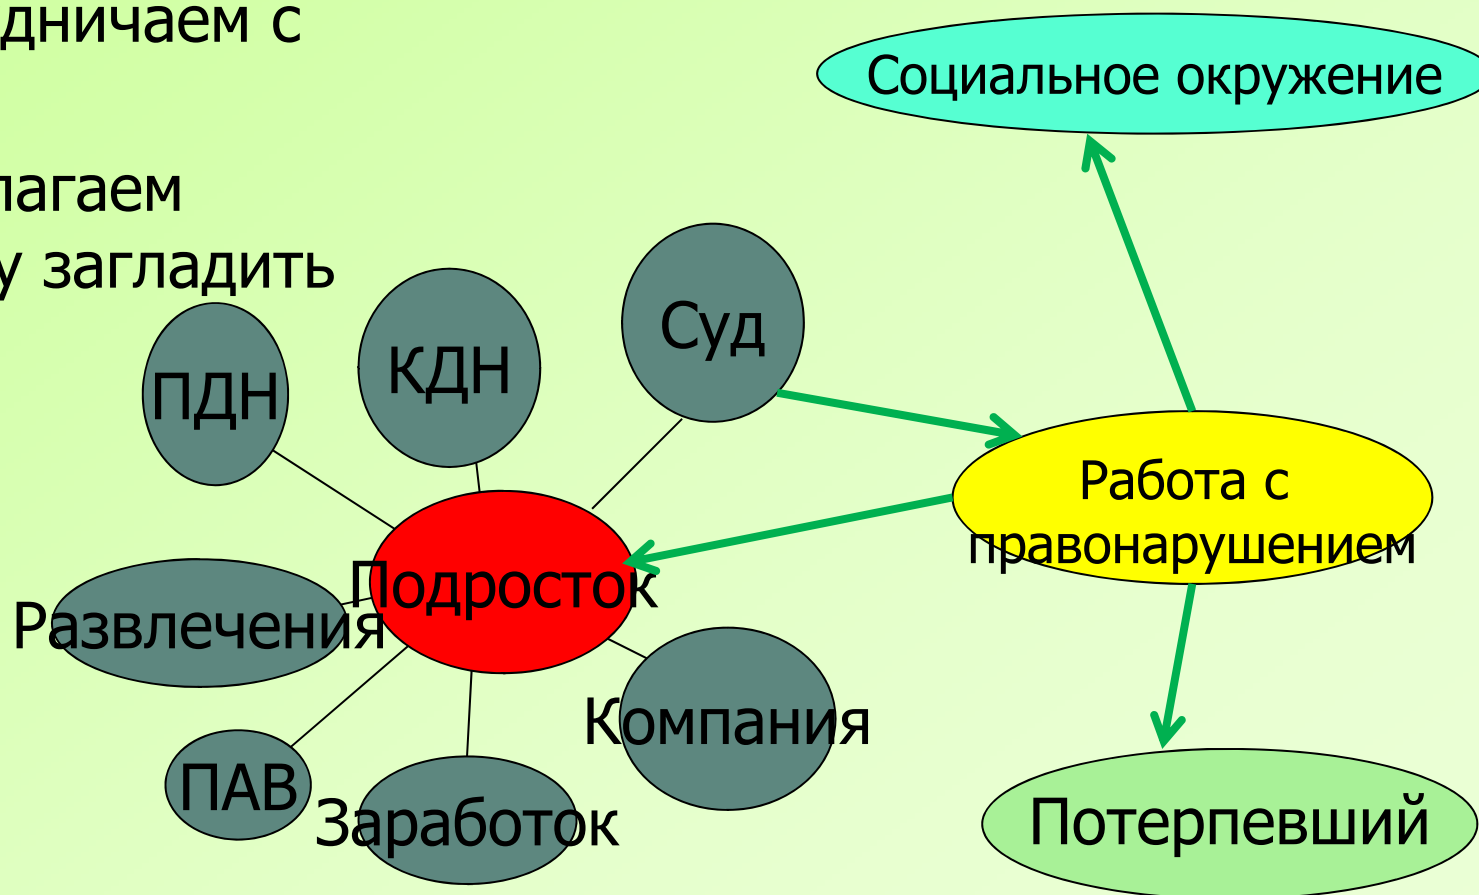 дничаем с
Социальное окружение
лагаем
у загладить
Суд
КДН
ПДН
Работа с
правонарушением
Подросток
Развлечения
Компания
ПАВ
Заработок
Потерпевший